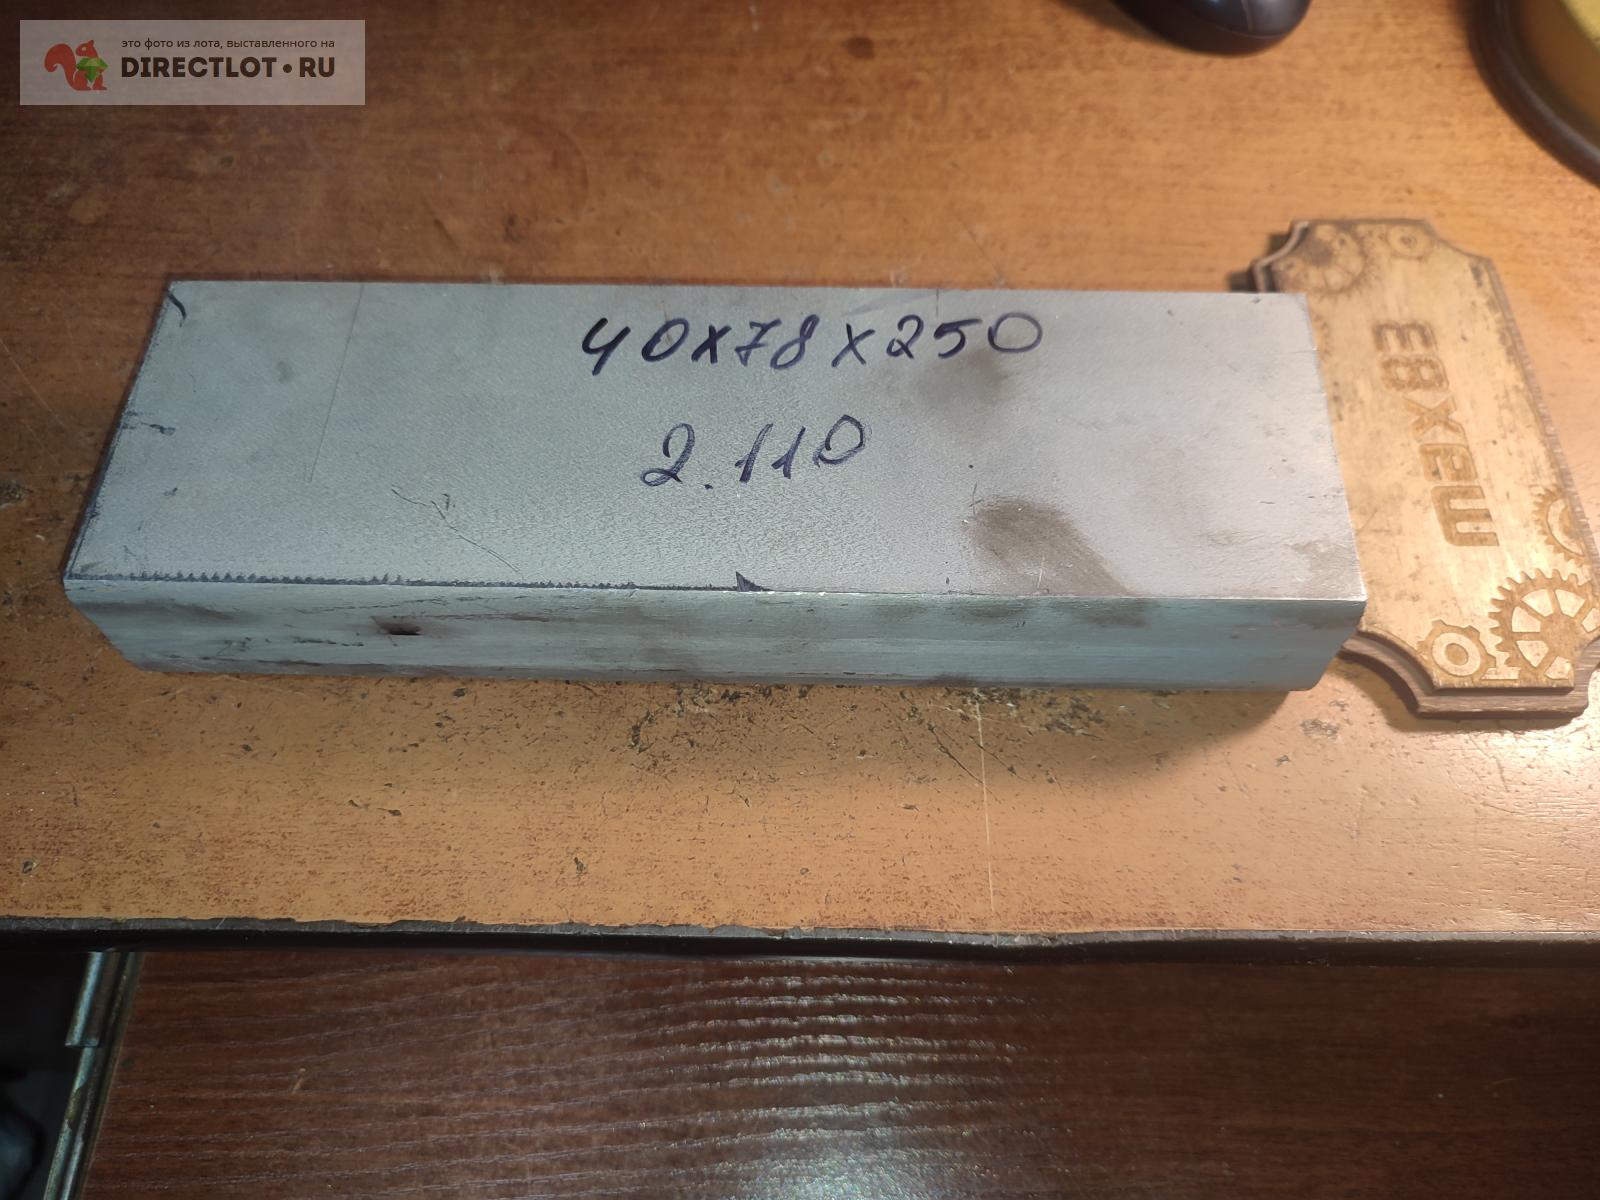 это фото из лота, выставленного на
DIRECTLOT•RU
40x78x250
2.110